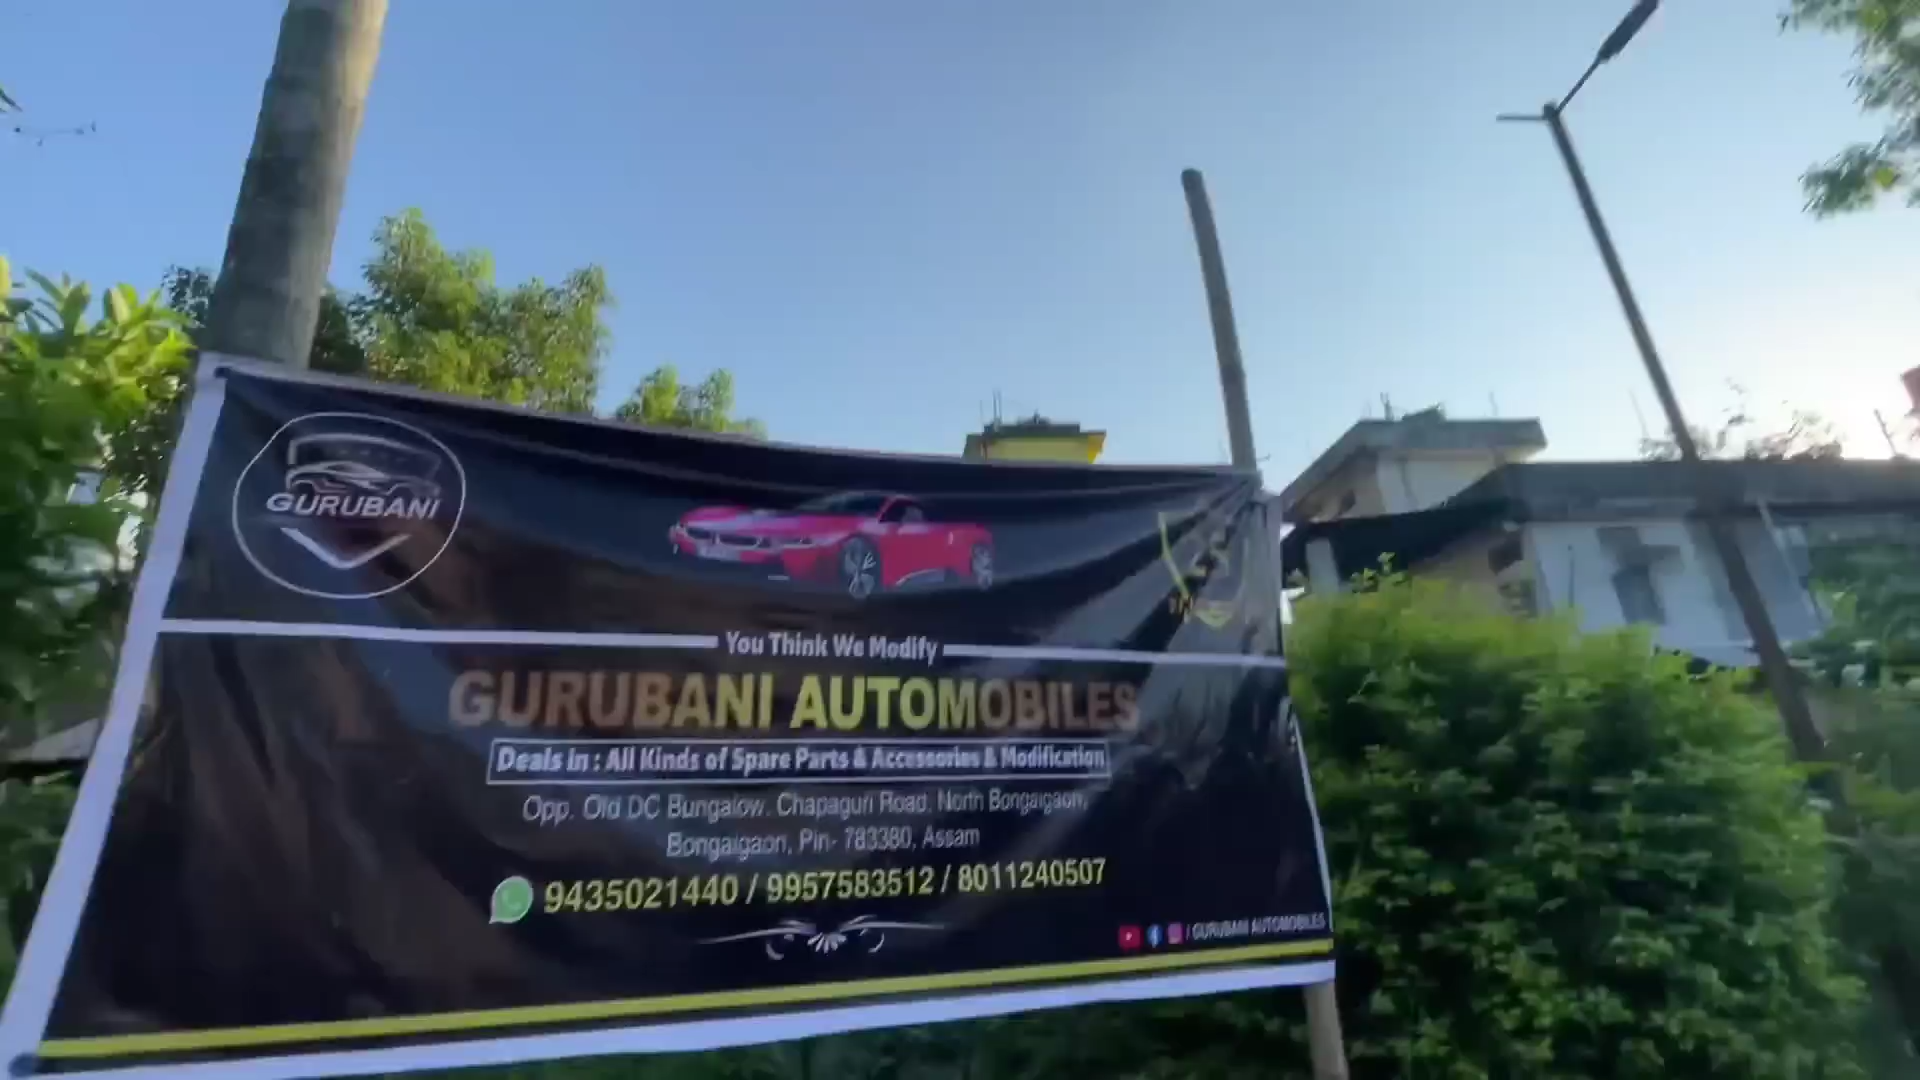 GURUBANI
You Think We Modify
GURUBANI AUTOMOBILES
Deals in : All Kinds of Spare Parts & Accessories & Modification
Opp. Old DC Bungalow, Chapaguri Road, North Bongaigaon,
Bongaigaon, Pin- 783380, Assam
9435021440 / 9957583512 / 8011240507
/ GURUBANI AUTOMOBILES